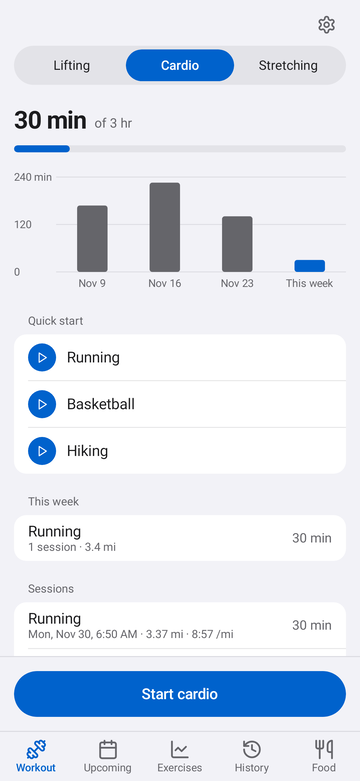 Lifting
Cardio
Stretching
30 min of 3 hr
240 min
120
0
Nov 9
Nov 16
Nov 23
This week
Quick start
Running
Basketball
Hiking
This week
Running
30 min
1 session · 3.4 mi
Sessions
Running
30 min
Mon, Nov 30, 6:50 AM · 3.37 mi · 8:57 /mi
Start cardio
Workout
Upcoming
Exercises
History
Food